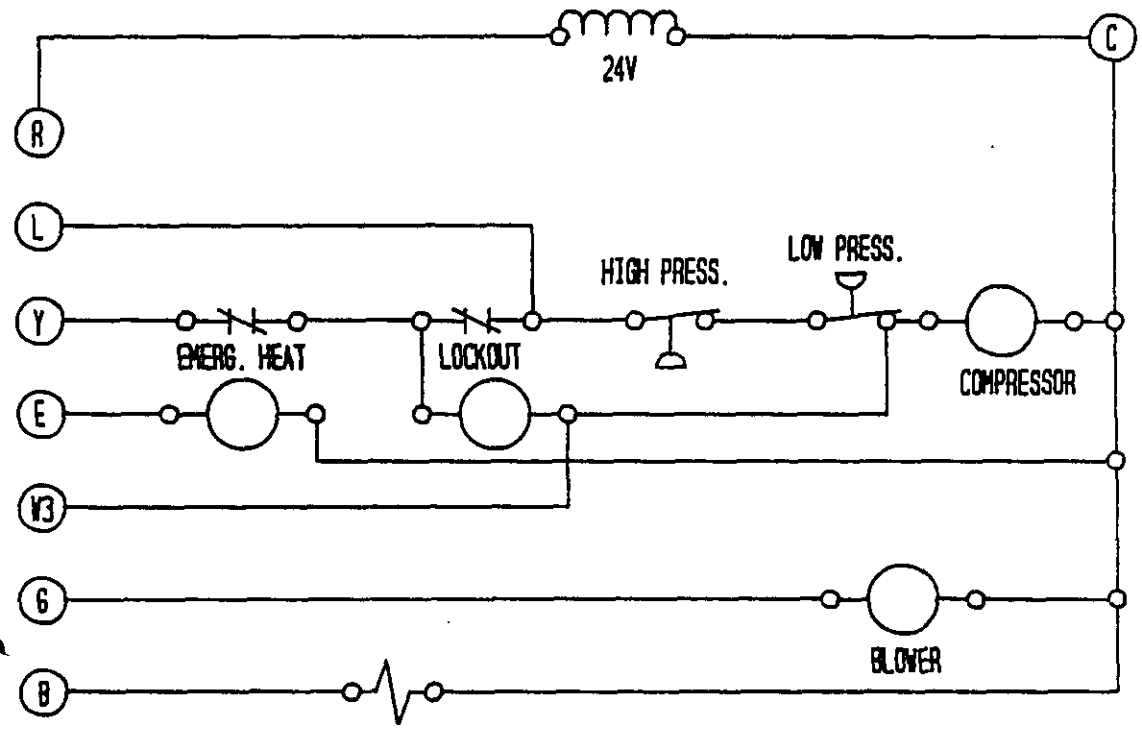 C
24V
R
L
LOW PRESS.
HIGH PRESS.
Y
EMERG. HEAT
LOCKOUT
COMPRESSOR
E
W3
G
BLOWER
B